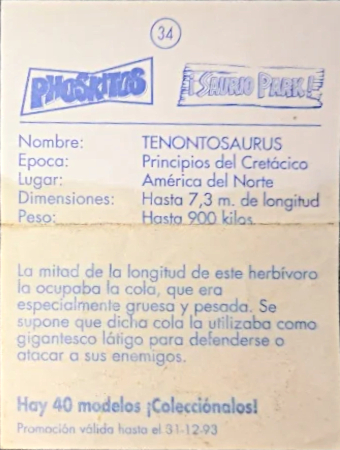 34
PHOSKITOS
¡SAURIO PARK!
Nombre: TENONTOSAURUS
Epoca: Principios del Cretácico
Lugar: América del Norte
Dimensiones: Hasta 7,3 m. de longitud
Peso: Hasta 900 kilos
La mitad de la longitud de este herbívoro
la ocupaba la cola, que era
especialmente gruesa y pesada. Se
supone que dicha cola la utilizaba como
gigantesco látigo para defenderse o
atacar a sus enemigos.
Hay 40 modelos ¡Colecciónalos!
Promoción válida hasta el 31-12-93